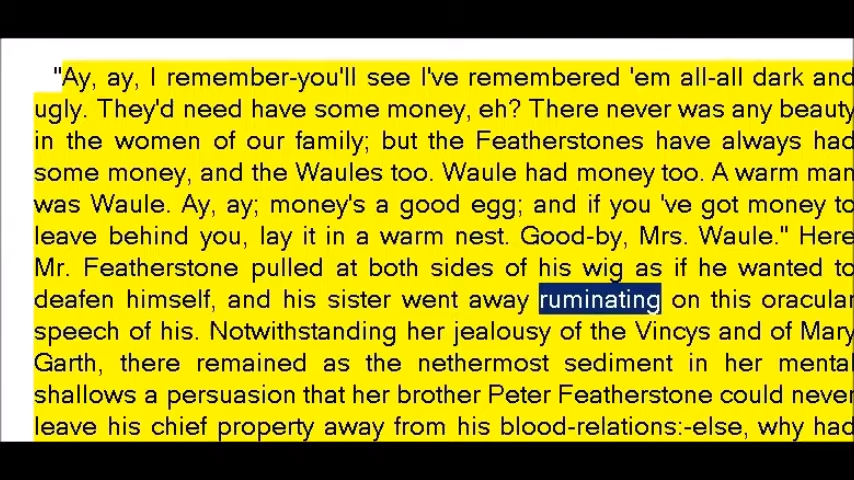 "Ay, ay, I remember-you'll see I've remembered 'em all-all dark and
ugly. They'd need have some money, eh? There never was any beauty
in the women of our family; but the Featherstones have always had
some money, and the Waules too. Waule had money too. A warm man
was Waule. Ay, ay; money's a good egg; and if you 've got money to
leave behind you, lay it in a warm nest. Good-by, Mrs. Waule." Here
Mr. Featherstone pulled at both sides of his wig as if he wanted to
deafen himself, and his sister went away ruminating on this oracular
speech of his. Notwithstanding her jealousy of the Vincys and of Mary
Garth, there remained as the nethermost sediment in her mental
shallows a persuasion that her brother Peter Featherstone could never
leave his chief property away from his blood-relations:-else, why had